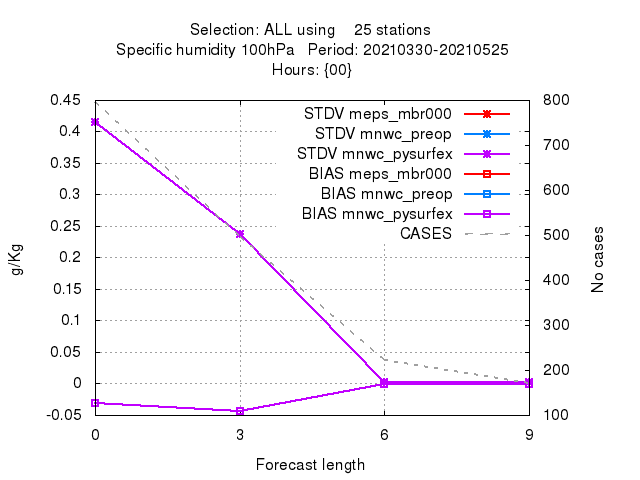 Selection: ALL using    25 stations
Specific humidity 100hPa   Period: 20210330-20210525
Hours: {00}
0.45
0.4
0.35
0.3
0.25
0.2
0.15
0.1
0.05
0
-0.05
g/Kg
STDV meps_mbr000
STDV mnwc_preop
STDV mnwc_pysurfex
BIAS meps_mbr000
BIAS mnwc_preop
BIAS mnwc_pysurfex
CASES
800
700
600
500
400
300
200
100
No cases
0 3 6 9
Forecast length